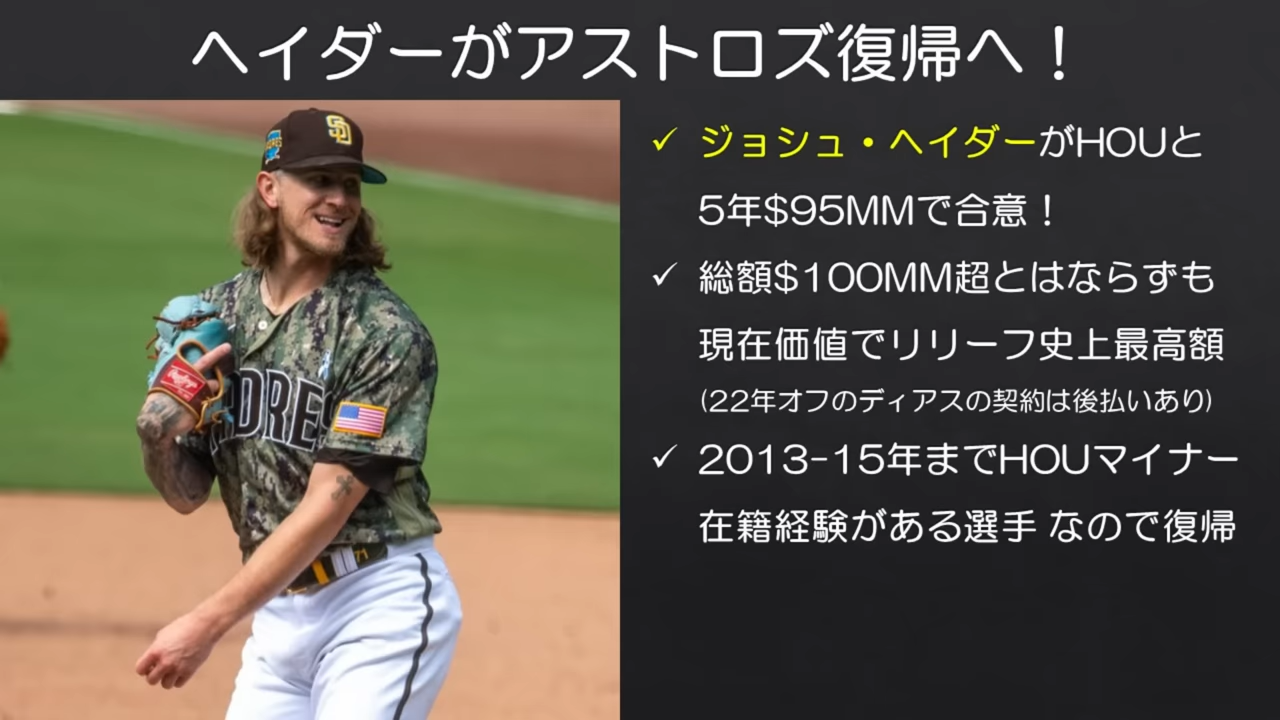 ヘイダーがアストロズ復帰へ！
✓ ジョシュ・ヘイダーがHOUと
5年$95MMで合意！
✓ 総額$100MM超とはならずも
現在価値でリリーフ史上最高額
(22年オフのディアスの契約は後払いあり)
✓ 2013-15年までHOUマイナー
在籍経験がある選手 なので復帰
SD
Rawlings
ADRES